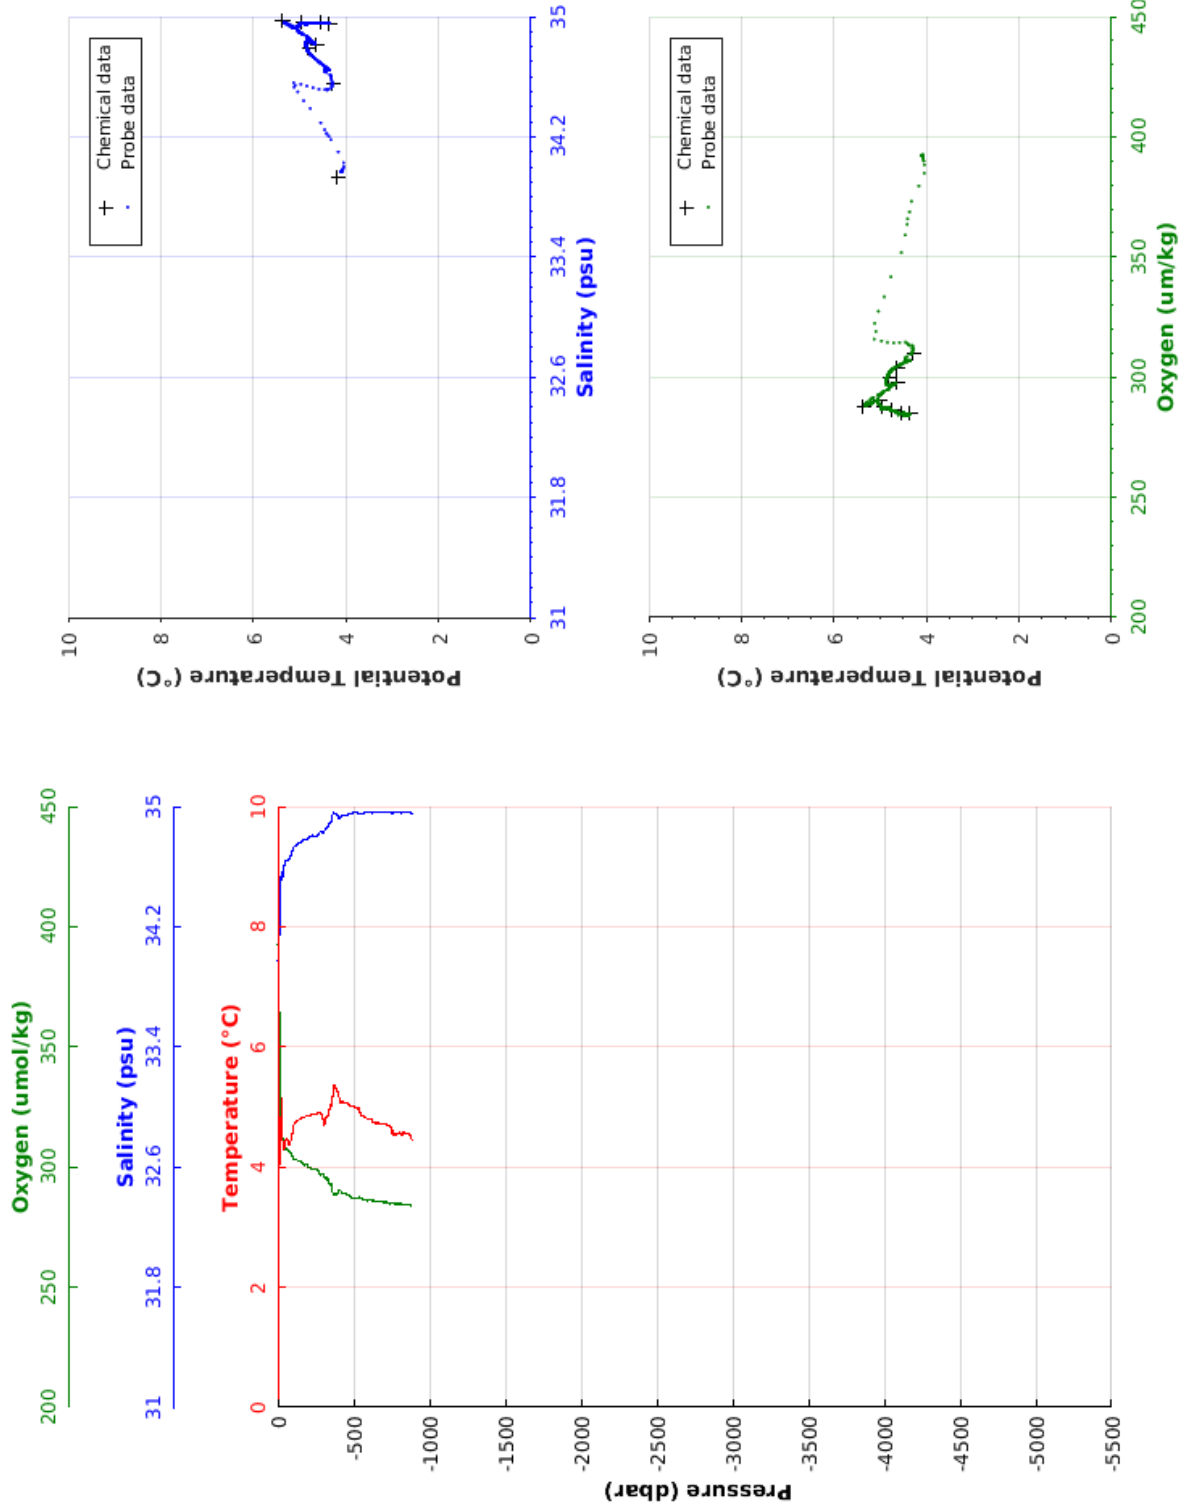 Oxygen (umol/kg)
200 250 300 350 400 450
Salinity (psu)
31 31.8 32.6 33.4 34.2 35
Temperature (°C)
0 2 4 6 8 10
Pressure (dbar)
0
-500
-1000
-1500
-2000
-2500
-3000
-3500
-4000
-4500
-5000
-5500
Potential Temperature (°C)
10
8
6
4
2
0
Chemical data
Probe data
31 31.8 32.6 33.4 34.2 35
Salinity (psu)
Potential Temperature (°C)
10
8
6
4
2
0
Chemical data
Probe data
200 250 300 350 400 450
Oxygen (um/kg)